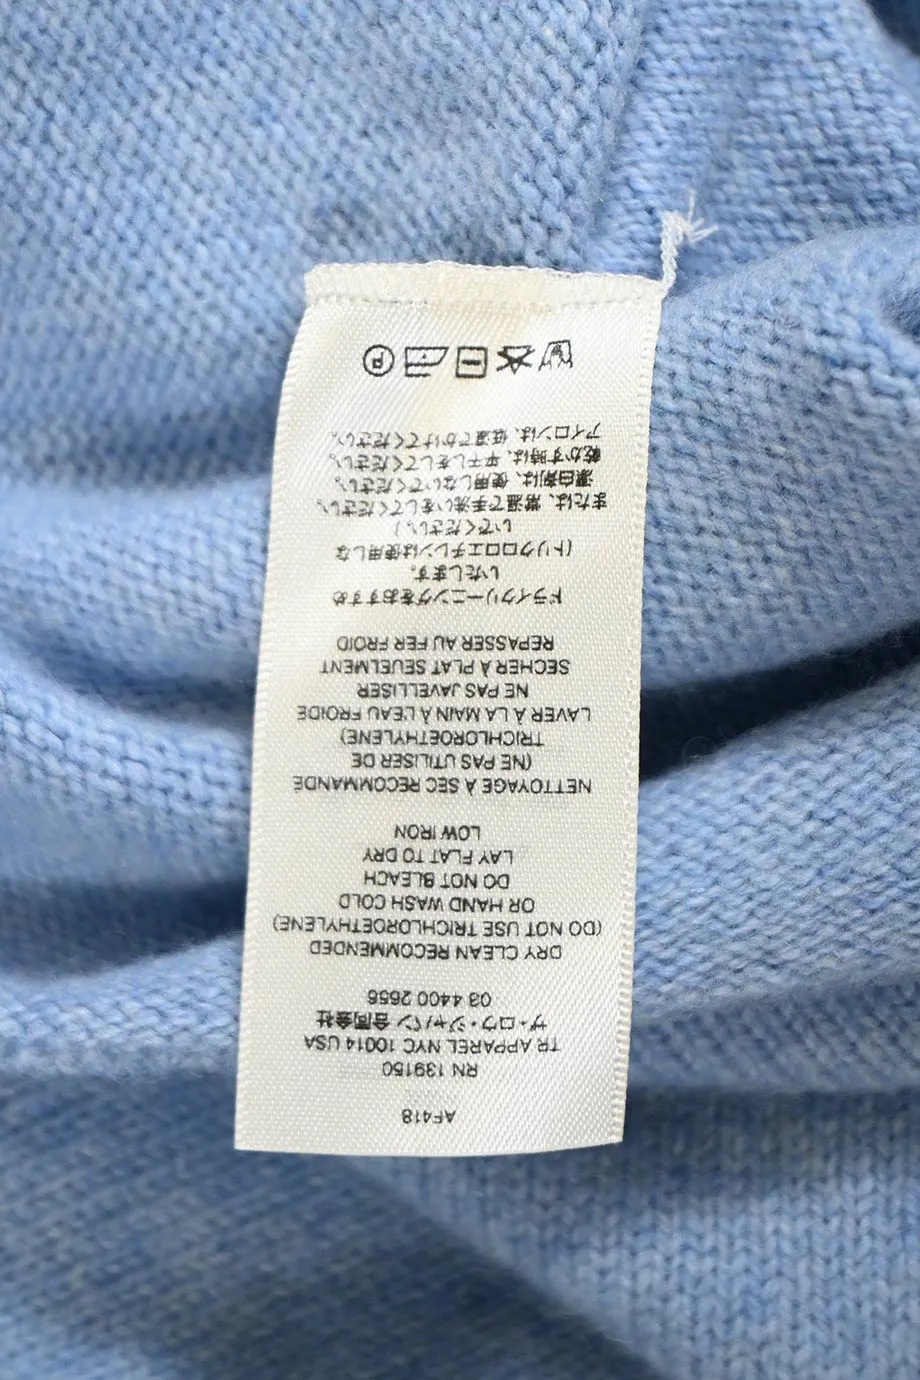 AF418
RN 139150
TR APPAREL NYC 10014 USA
ザ・ロウ・ジャパン 合同会社
03 4400 2656
DRY CLEAN RECOMMENDED
(DO NOT USE TRICHLOROETHYLENE)
OR HAND WASH COLD
DO NOT BLEACH
LAY FLAT TO DRY
LOW IRON
NETTOYAGE À SEC RECOMMANDÉ
(NE PAS UTILISER DE
TRICHLOROETHYLENE)
LAVER À LA MAIN À L'EAU FROIDE
NE PAS JAVELLISER
SECHER À PLAT SEUELMENT
REPASSER AU FER FROID
ドライクリーニングをおすすめ
いたします。
(トリクロロエチレンは使用しな
いでください)
または、常温で手洗いをしてください。
漂白剤は、使用しないでください。
乾かす時は、平干しをしてください。
アイロンは、低温でかけてください。
P